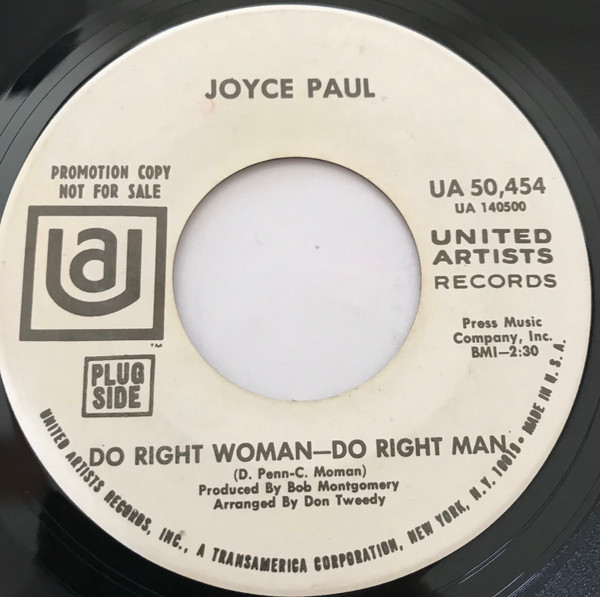 JOYCE PAUL
PROMOTION COPY
NOT FOR SALE
UA 50,454
UA 140500
ua
TM
UNITED
ARTISTS
RECORDS
Press Music
Company, Inc.
BMI—2:30
PLUG
SIDE
DO RIGHT WOMAN—DO RIGHT MAN
(D. Penn-C. Moman)
Produced By Bob Montgomery
Arranged By Don Tweedy
UNITED ARTISTS RECORDS, INC., A TRANSAMERICA CORPORATION, NEW YORK, N.Y. 10019 • MADE IN U.S.A.